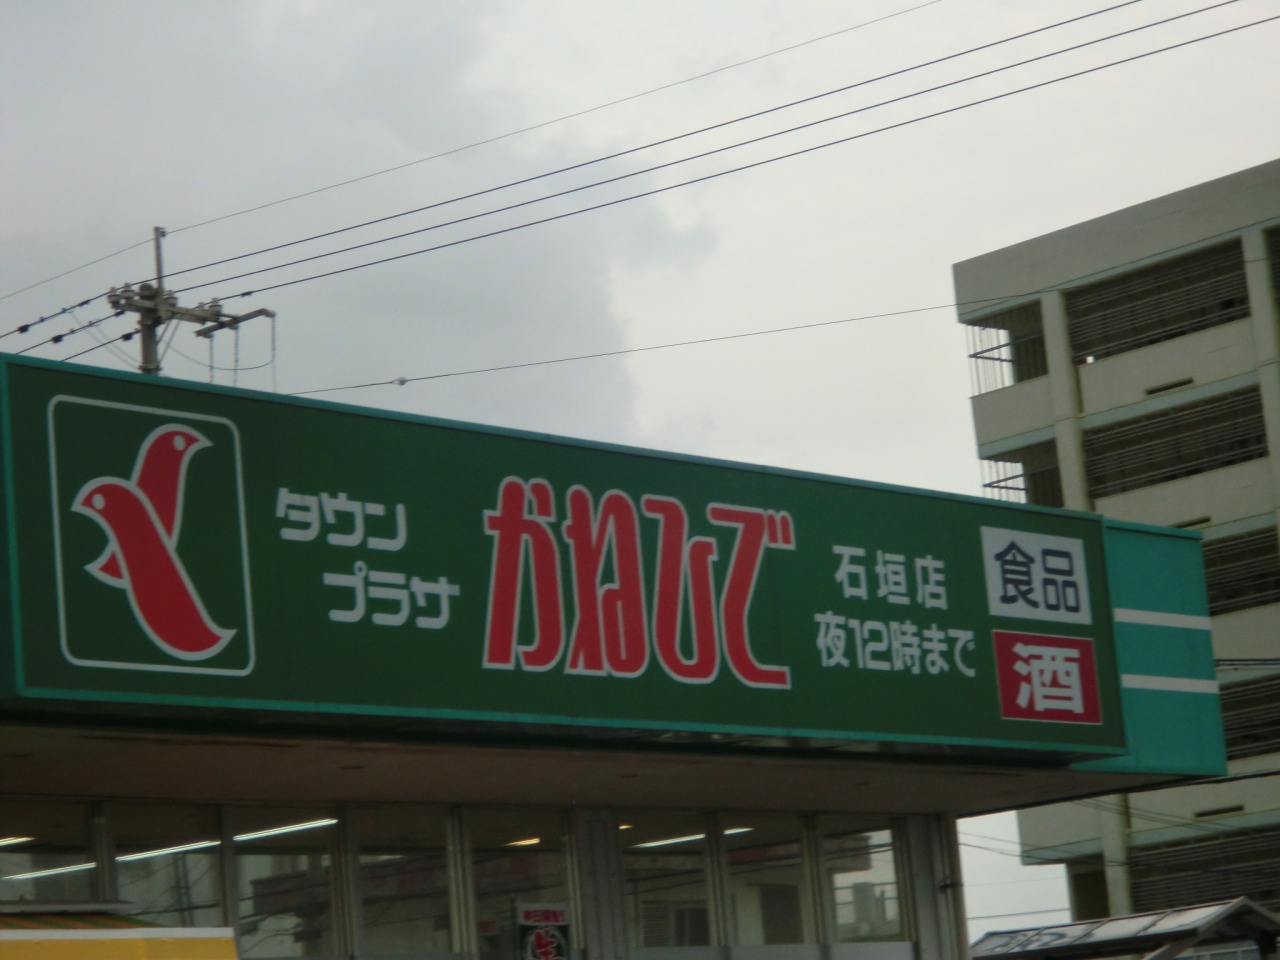 タウン
プラザ
かねひで
石垣店
夜12時まで
食品
酒